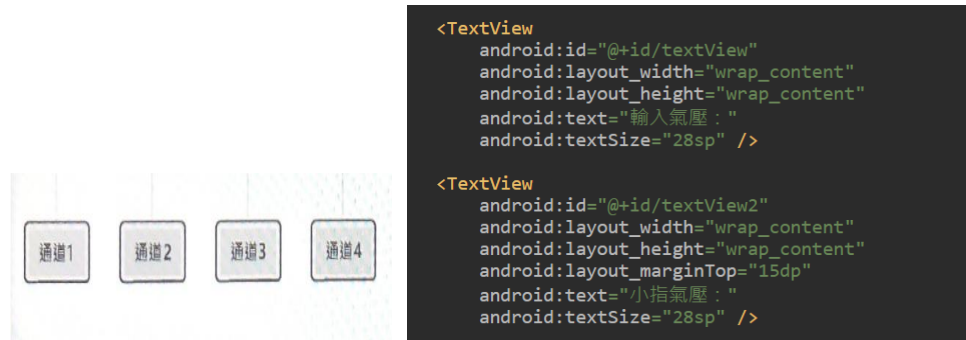 通道1
通道2
通道3
通道4
<TextView
android:id="@+id/textView"
android:layout_width="wrap_content"
android:layout_height="wrap_content"
android:text="輸入氣壓："
android:textSize="28sp" />
<TextView
android:id="@+id/textView2"
android:layout_width="wrap_content"
android:layout_height="wrap_content"
android:layout_marginTop="15dp"
android:text="小指氣壓："
android:textSize="28sp" />